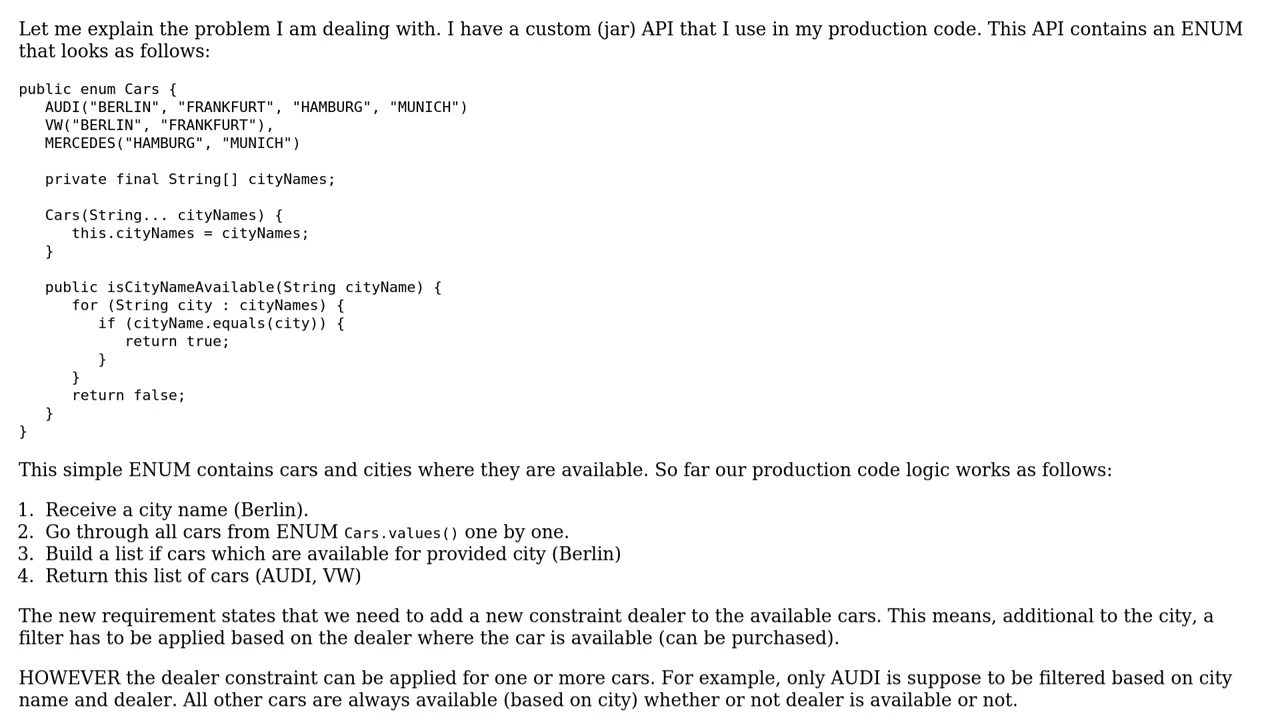 Let me explain the problem I am dealing with. I have a custom (jar) API that I use in my production code. This API contains an ENUM
that looks as follows:
public enum Cars {
   AUDI("BERLIN", "FRANKFURT", "HAMBURG", "MUNICH")
   VW("BERLIN", "FRANKFURT"),
   MERCEDES("HAMBURG", "MUNICH")
   private final String[] cityNames;
   Cars(String... cityNames) {
      this.cityNames = cityNames;
   }
   public isCityNameAvailable(String cityName) {
      for (String city : cityNames) {
         if (cityName.equals(city)) {
            return true;
         }
      }
      return false;
   }
}
This simple ENUM contains cars and cities where they are available. So far our production code logic works as follows:
1. Receive a city name (Berlin).
2. Go through all cars from ENUM Cars.values() one by one.
3. Build a list if cars which are available for provided city (Berlin)
4. Return this list of cars (AUDI, VW)
The new requirement states that we need to add a new constraint dealer to the available cars. This means, additional to the city, a
filter has to be applied based on the dealer where the car is available (can be purchased).
HOWEVER the dealer constraint can be applied for one or more cars. For example, only AUDI is suppose to be filtered based on city
name and dealer. All other cars are always available (based on city) whether or not dealer is available or not.